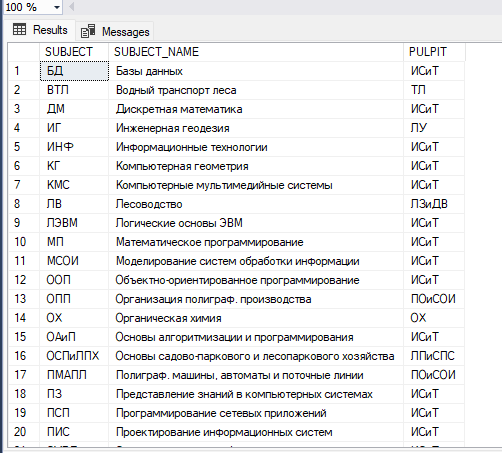 100 %
Results Messages
SUBJECT SUBJECT_NAME PULPIT
1 БД Базы данных ИСиТ
2 ВТЛ Водный транспорт леса ТЛ
3 ДМ Дискретная математика ИСиТ
4 ИГ Инженерная геодезия ЛУ
5 ИНФ Информационные технологии ИСиТ
6 КГ Компьютерная геометрия ИСиТ
7 КМС Компьютерные мультимедийные системы ИСиТ
8 ЛВ Лесоводство ЛЗиДВ
9 ЛЭВМ Логические основы ЭВМ ИСиТ
10 МП Математическое программирование ИСиТ
11 МСОИ Моделирование систем обработки информации ИСиТ
12 ООП Объектно-ориентированное программирование ИСиТ
13 ОПП Организация полиграф. производства ПОиСОИ
14 ОХ Органическая химия ОХ
15 ОАиП Основы алгоритмизации и программирования ИСиТ
16 ОСПиЛПХ Основы садово-паркового и лесопаркового хозяйства ЛПиСПС
17 ПМАПЛ Полиграф. машины, автоматы и поточные линии ПОиСОИ
18 ПЗ Представление знаний в компьютерных системах ИСиТ
19 ПСП Программирование сетевых приложений ИСиТ
20 ПИС Проектирование информационных систем ИСиТ